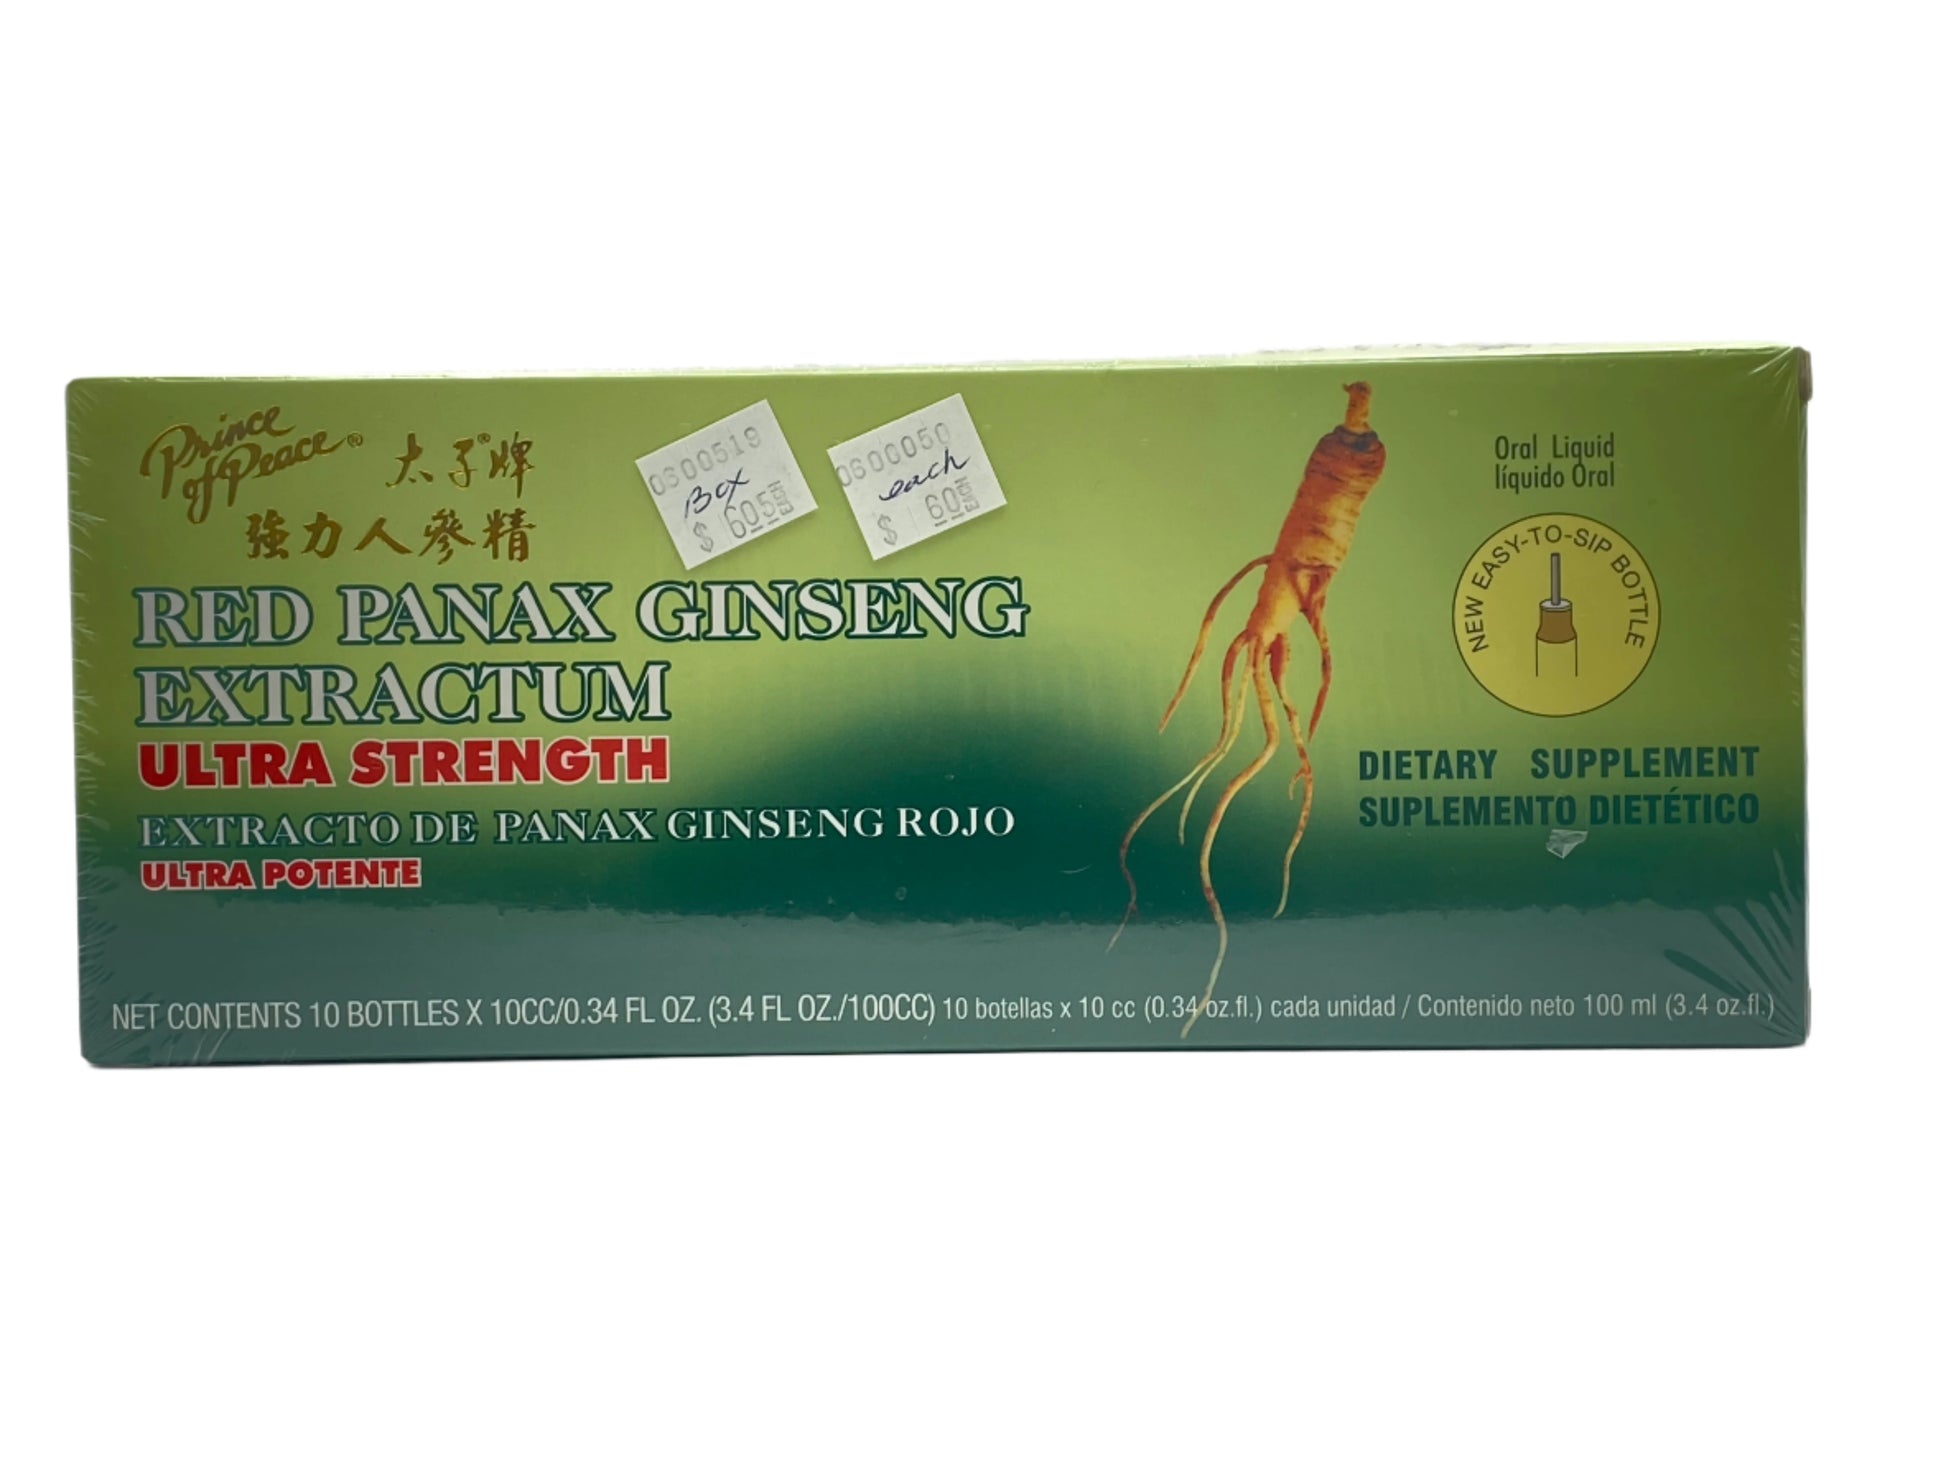 Prince
of Peace®
太子®牌
強力人參精
0600519
Box
$ 605
0600050
each
$ 60
RED PANAX GINSENG
EXTRACTUM
ULTRA STRENGTH
EXTRACTO DE PANAX GINSENG ROJO
ULTRA POTENTE
Oral Liquid
líquido Oral
NEW EASY-TO-SIP BOTTLE
DIETARY SUPPLEMENT
SUPLEMENTO DIETÉTICO
NET CONTENTS 10 BOTTLES X 10CC/0.34 FL OZ. (3.4 FL OZ./100CC) 10 botellas x 10 cc (0.34 oz.fl.) cada unidad / Contenido neto 100 ml (3.4 oz.fl.)